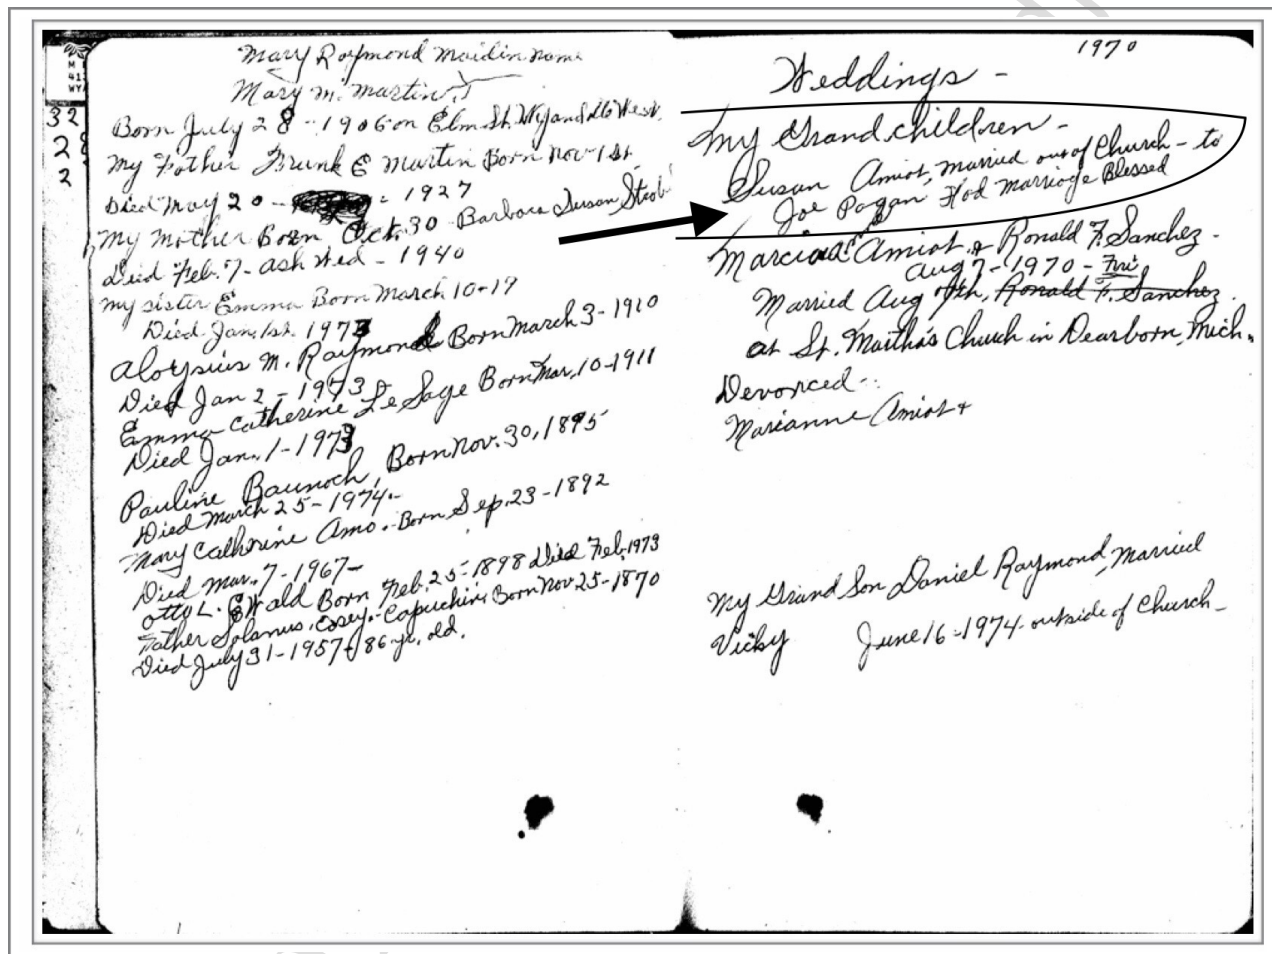 Mary Raymond Maidin name
Mary M. Martin
Born July 28 - 1906 on Elm St. Wyandotte West.
My Father Frank E Martin Born Nov 1st
Died May 20 - 1927
My Mother Born Oct. 30 - Barbara Susan Strob
Died Feb. 7 - Ash Wed - 1940
My sister Emma Born March 10 - 19
Died Jan. 1st. 1973
Aloysius M. Raymond Born March 3 - 1910
Died Jan 2 - 1973
Emma Catherine Le Sage Born Mar. 10 - 1911
Died Jan. 1 - 1973
Pauline Baunoch, Born Nov. 30, 1895
Died March 25 - 1974. -
Mary Catherine Amo. - Born Sep. 23 - 1892
Died Mar. 7 - 1967 -
Otto L. Ewald Born Feb. 25 - 1898 Died Feb. 1973
Father Solanus. Casey. - Capuchin. Born Nov 25 - 1870
Died July 31 - 1957 - 86 yr. old.
32
2
2
1970
Weddings -
My Grand children -
Susan Amiot, married out of Church - to
Joe Pagan Had Marriage Blessed
Marcia Amiot & Ronald F. Sanchez -
Aug 7 - 1970 - Fri
Married Aug 7th, Ronald F. Sanchez.
at St. Martha's Church in Dearborn, Mich.
Devorced -
Marianne Amiot +
My Grand Son Daniel Raymond, Married
Vicky June 16 - 1974 - outside of Church -